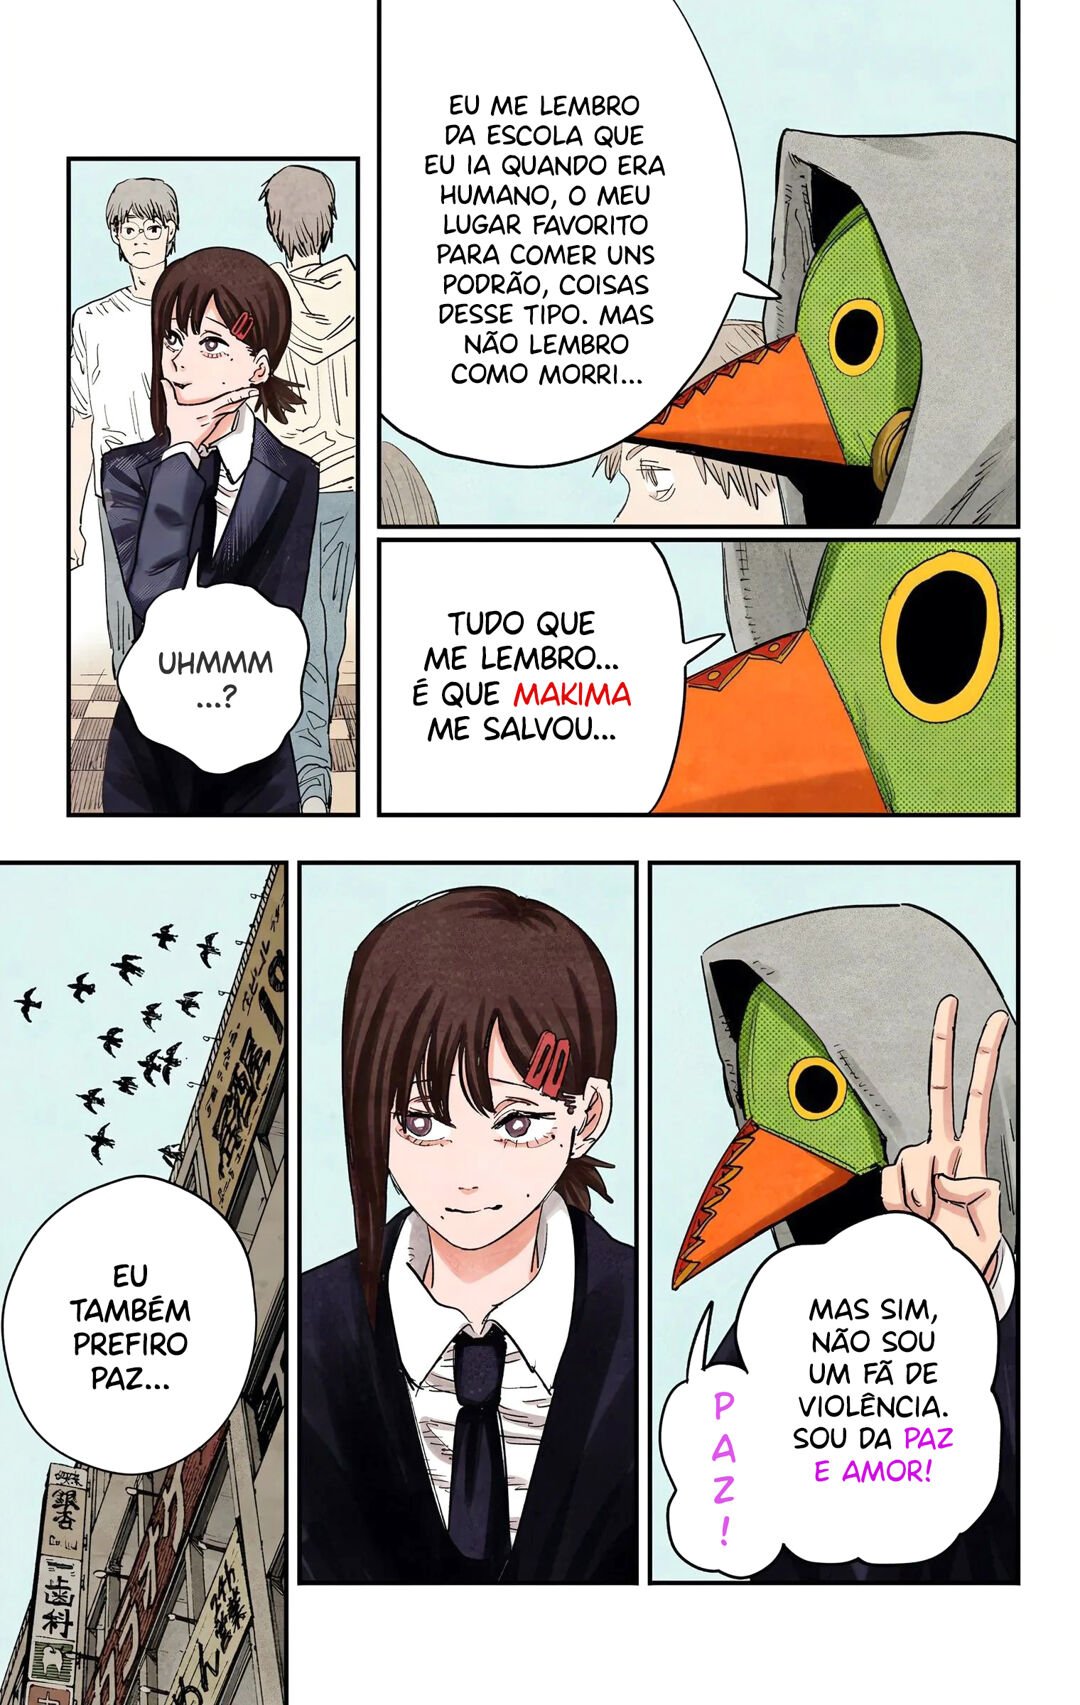 EU ME LEMBRO
DA ESCOLA QUE
EU IA QUANDO ERA
HUMANO, O MEU
LUGAR FAVORITO
PARA COMER UNS
PODRÃO, COISAS
DESSE TIPO. MAS
NÃO LEMBRO
COMO MORRI...
TUDO QUE
ME LEMBRO...
É QUE MAKIMA
ME SALVOU...
UHMMM
...?
MAS SIM,
NÃO SOU
UM FÃ DE
VIOLÊNCIA.
SOU DA PAZ
E AMOR!
PAZ!
EU
TAMBÉM
PREFIRO
PAZ...
歯科